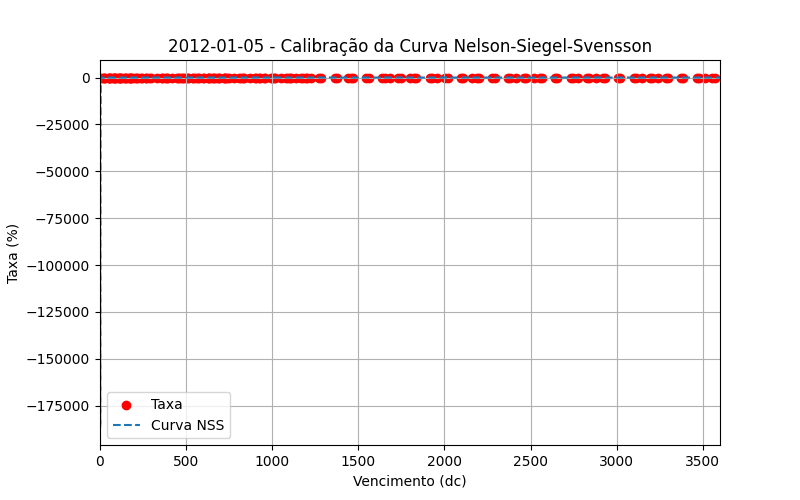 2012-01-05 - Calibração da Curva Nelson-Siegel-Svensson
Taxa (%)
0
−25000
−50000
−75000
−100000
−125000
−150000
−175000
Taxa
Curva NSS
0 500 1000 1500 2000 2500 3000 3500
Vencimento (dc)